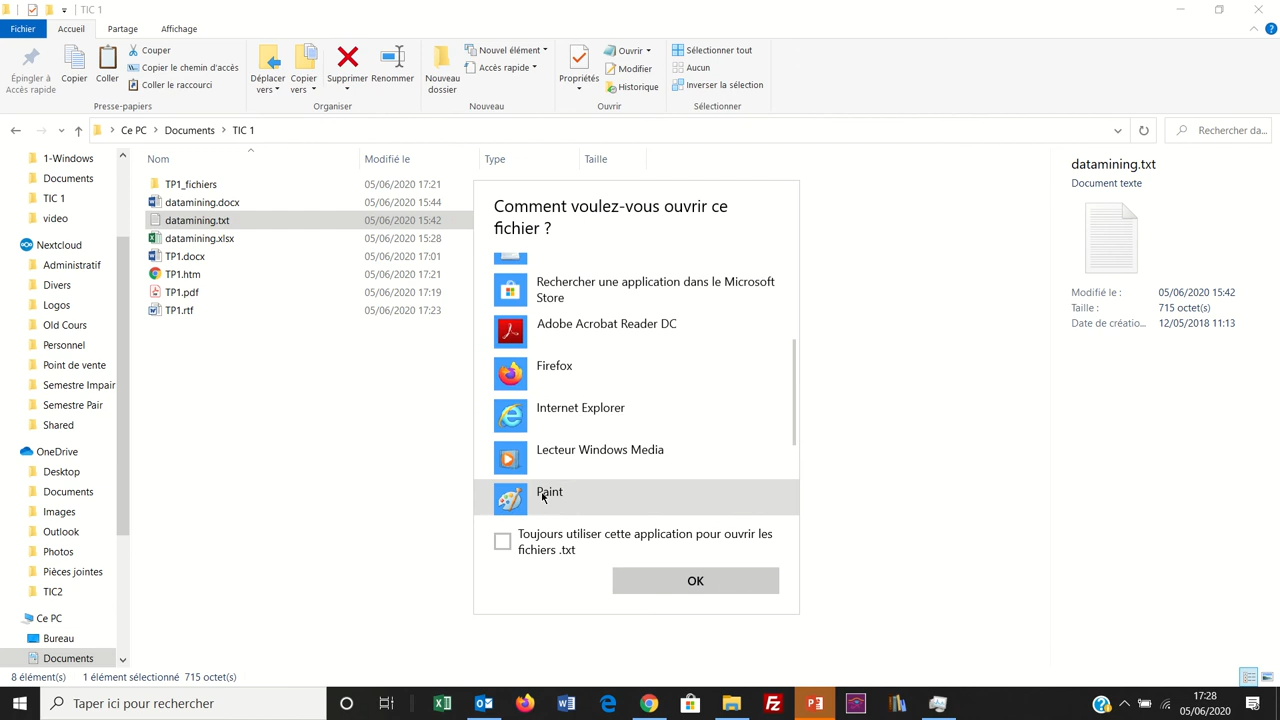 TIC 1
Fichier
Accueil
Partage
Affichage
Épingler à
Accès rapide
Copier
Coller
Couper
Copier le chemin d'accès
Coller le raccourci
Presse-papiers
Déplacer
vers
Copier
vers
Supprimer
Renommer
Organiser
Nouveau
dossier
Nouvel élément
Accès rapide
Nouveau
Propriétés
Ouvrir
Modifier
Historique
Ouvrir
Sélectionner tout
Aucun
Inverser la sélection
Sélectionner
Ce PC > Documents > TIC 1
Rechercher da...
1-Windows
Documents
TIC 1
video
Nextcloud
Administratif
Divers
Logos
Old Cours
Personnel
Point de vente
Semestre Impair
Semestre Pair
Shared
OneDrive
Desktop
Documents
Images
Outlook
Photos
Pièces jointes
TIC2
Ce PC
Bureau
Documents
Nom Modifié le Type Taille
TP1_fichiers 05/06/2020 17:21
datamining.docx 05/06/2020 15:44
datamining.txt 05/06/2020 15:42
datamining.xlsx 05/06/2020 15:28
TP1.docx 05/06/2020 17:01
TP1.htm 05/06/2020 17:21
TP1.pdf 05/06/2020 17:19
TP1.rtf 05/06/2020 17:23
Comment voulez-vous ouvrir ce
fichier ?
Rechercher une application dans le Microsoft
Store
Adobe Acrobat Reader DC
Firefox
Internet Explorer
Lecteur Windows Media
Paint
Toujours utiliser cette application pour ouvrir les
fichiers .txt
OK
datamining.txt
Document texte
Modifié le : 05/06/2020 15:42
Taille : 715 octet(s)
Date de créatio... 12/05/2018 11:13
8 élément(s) 1 élément sélectionné 715 octet(s)
Taper ici pour rechercher
17:28
05/06/2020